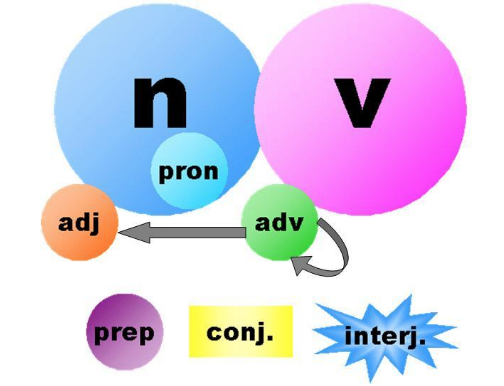 n
v
pron
adj
adv
prep
conj.
interj.